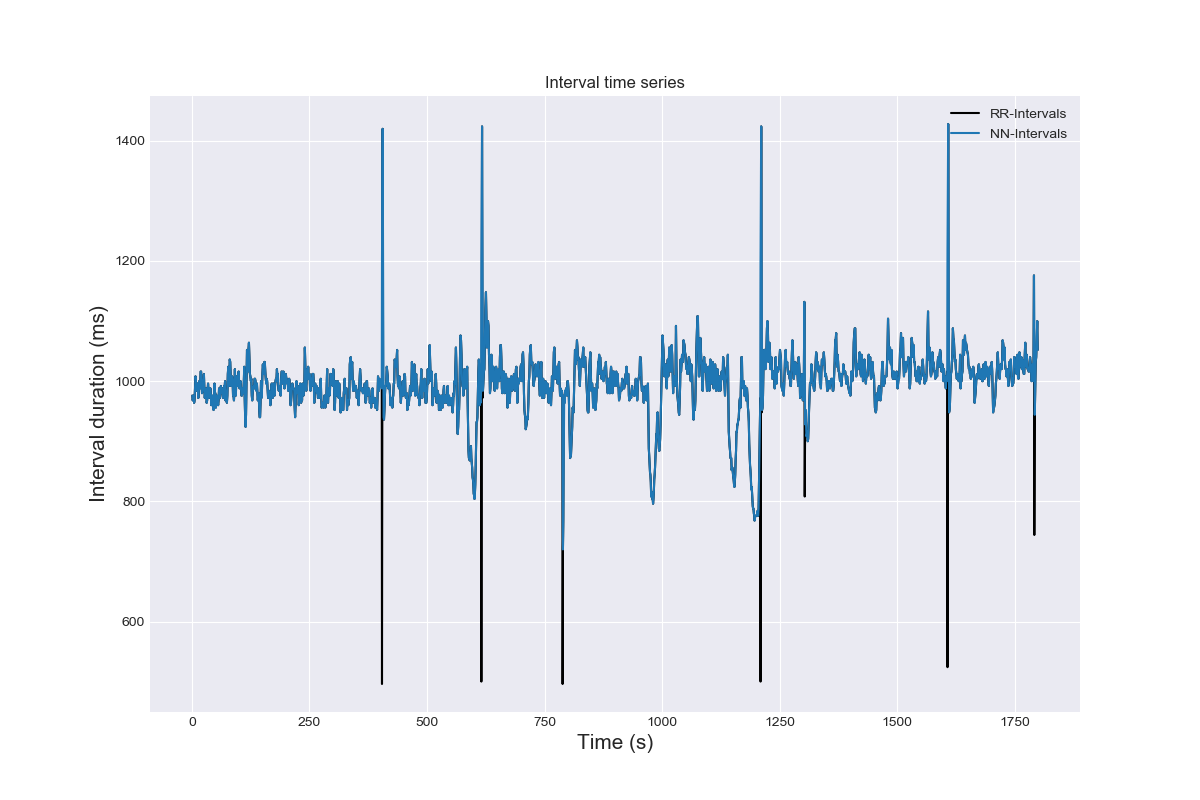 Interval time series
RR-Intervals
NN-Intervals
1400
1200
1000
800
600
Interval duration (ms)
0 250 500 750 1000 1250 1500 1750
Time (s)